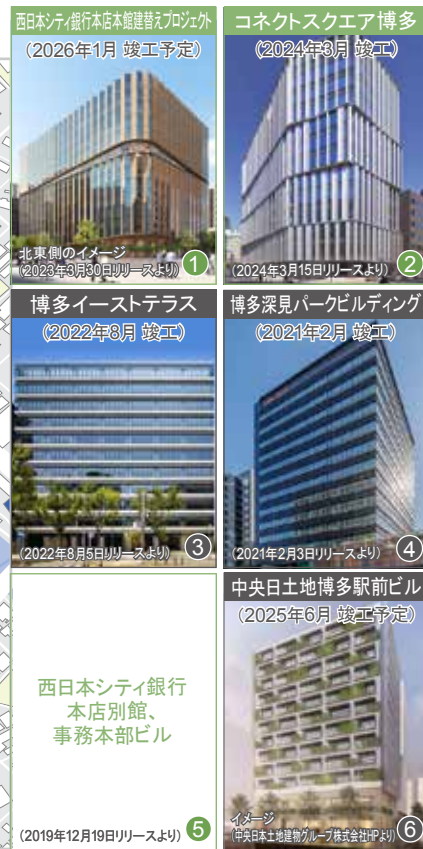 西日本シティ銀行本店本館建替えプロジェクト
(2026年1月 竣工予定)
北東側のイメージ
(2023年3月30日リリースより)
①
コネクトスクエア博多
(2024年3月 竣工)
(2024年3月15日リリースより)
②
博多イーストテラス
(2022年8月 竣工)
(2022年8月5日リリースより)
③
博多深見パークビルディング
(2021年2月 竣工)
(2021年2月3日リリースより)
④
西日本シティ銀行
本店別館、
事務本部ビル
(2019年12月19日リリースより)
⑤
中央日土地博多駅前ビル
(2025年6月 竣工予定)
イメージ
(中央日本土地建物グループ株式会社HPより)
⑥